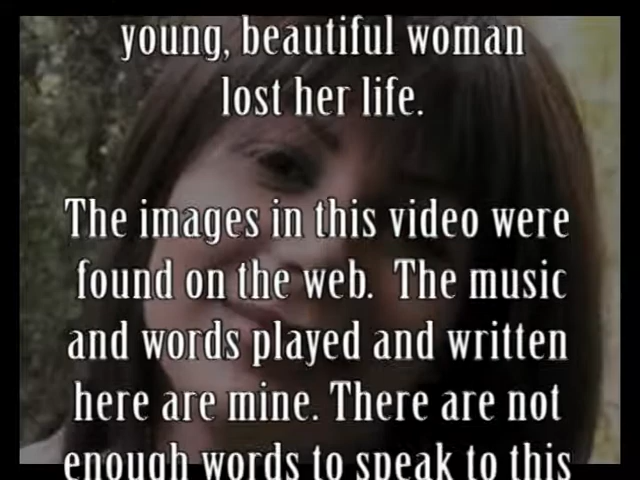 young, beautiful woman
lost her life.
The images in this video were
found on the web. The music
and words played and written
here are mine. There are not
enough words to speak to this